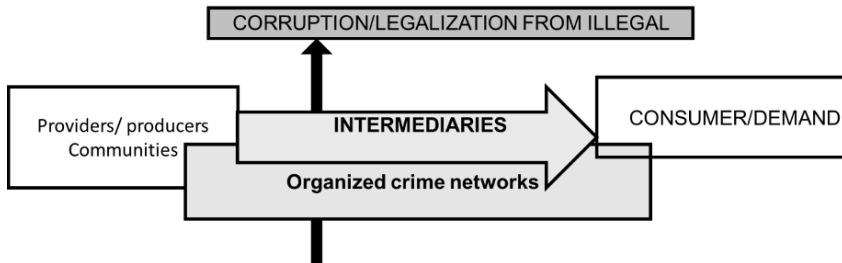 CORRUPTION/LEGALIZATION FROM ILLEGAL
Providers/ producers
Communities
INTERMEDIARIES
CONSUMER/DEMAND
Organized crime networks